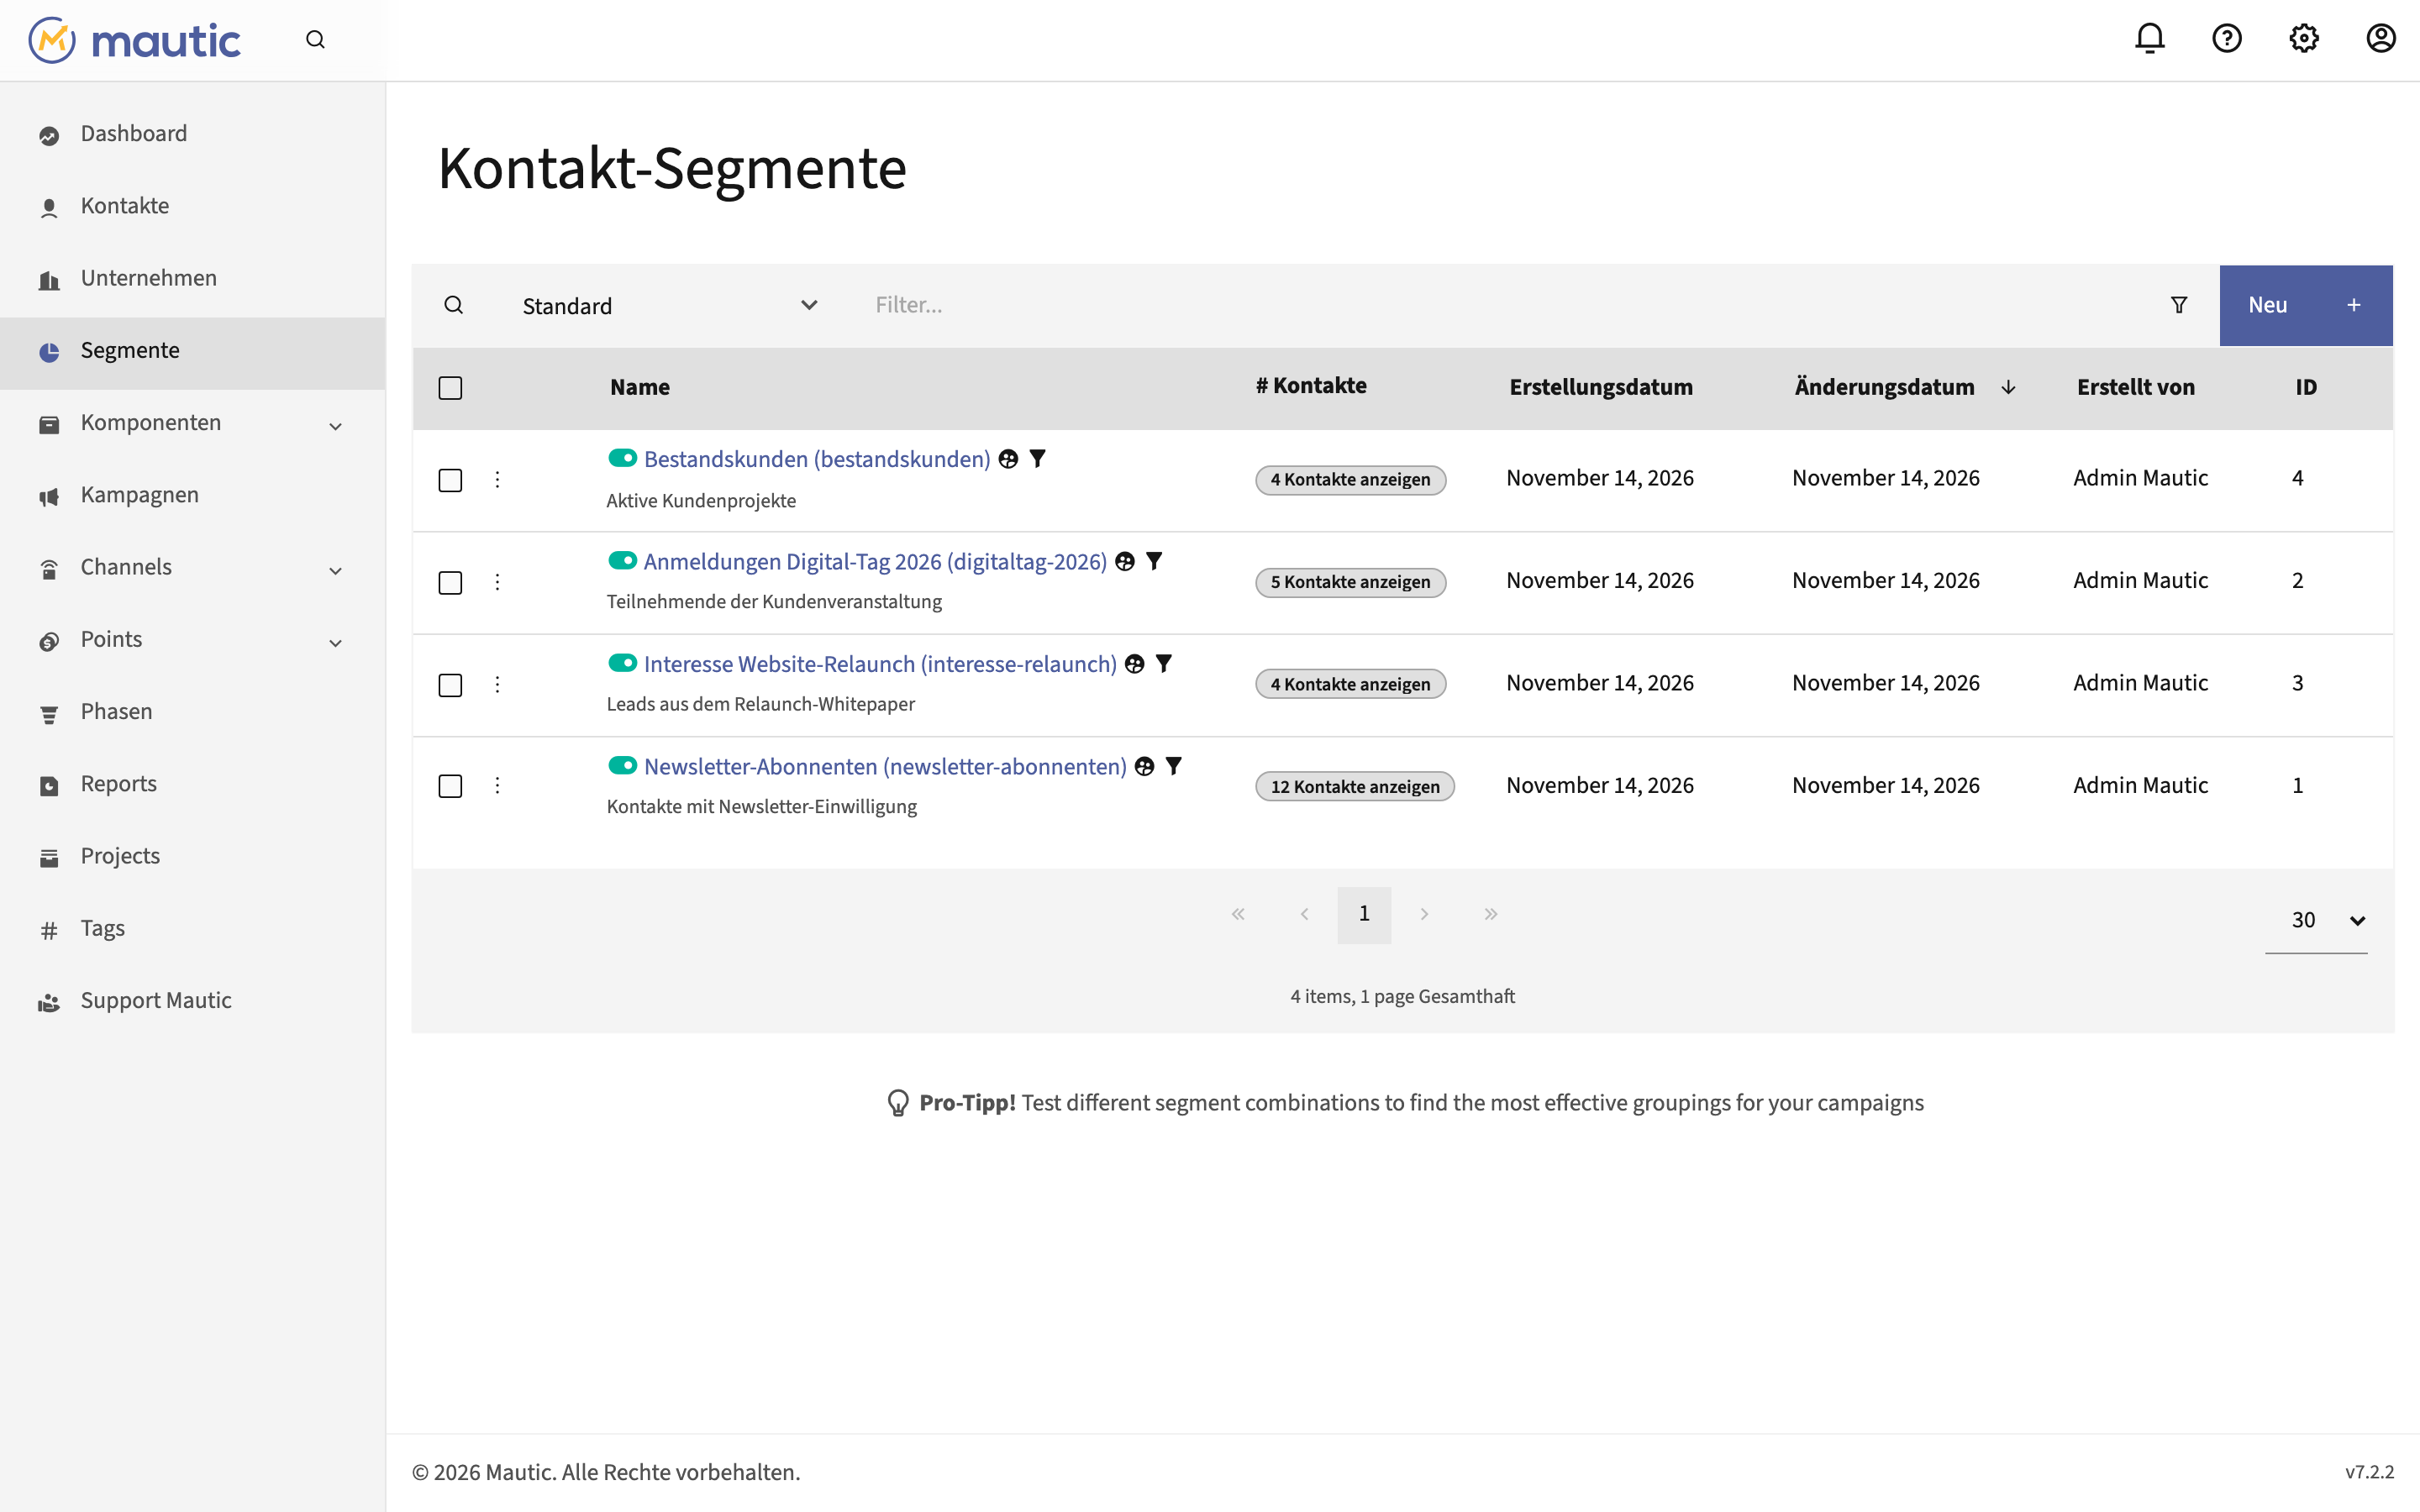 mautic
Dashboard
Kontakte
Unternehmen
Segmente
Komponenten
Kampagnen
Channels
Points
Phasen
Reports
Projects
Tags
Support Mautic
Kontakt-Segmente
Standard Filter... Neu +
Name # Kontakte Erstellungsdatum Änderungsdatum Erstellt von ID
Bestandskunden (bestandskunden)
Aktive Kundenprojekte
4 Kontakte anzeigen November 14, 2026 November 14, 2026 Admin Mautic 4
Anmeldungen Digital-Tag 2026 (digitaltag-2026)
Teilnehmende der Kundenveranstaltung
5 Kontakte anzeigen November 14, 2026 November 14, 2026 Admin Mautic 2
Interesse Website-Relaunch (interesse-relaunch)
Leads aus dem Relaunch-Whitepaper
4 Kontakte anzeigen November 14, 2026 November 14, 2026 Admin Mautic 3
Newsletter-Abonnenten (newsletter-abonnenten)
Kontakte mit Newsletter-Einwilligung
12 Kontakte anzeigen November 14, 2026 November 14, 2026 Admin Mautic 1
« ‹ 1 › »
30
4 items, 1 page Gesamthaft
Pro-Tipp! Test different segment combinations to find the most effective groupings for your campaigns
© 2026 Mautic. Alle Rechte vorbehalten.
v7.2.2